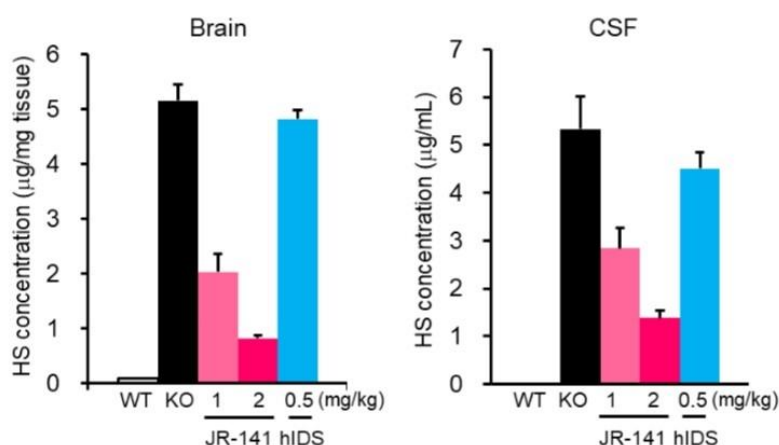 Brain
HS concentration (µg/mg tissue)
6
5
4
3
2
1
0
WT KO 1 2 0.5 (mg/kg)
JR-141 hIDS
CSF
HS concentration (µg/mL)
7
6
5
4
3
2
1
0
WT KO 1 2 0.5 (mg/kg)
JR-141 hIDS